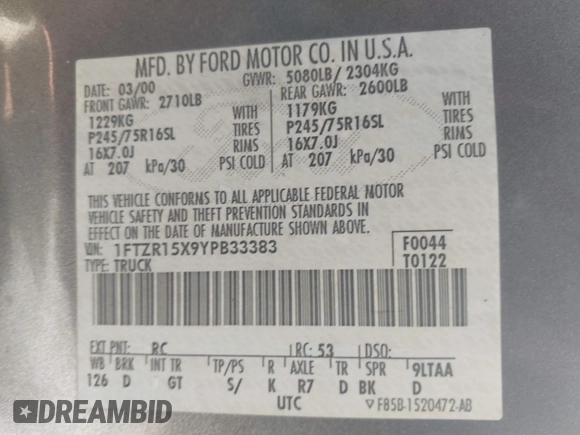 MFD. BY FORD MOTOR CO. IN U.S.A.
DATE: 03/00 GVWR: 5080LB/ 2304KG
FRONT GAWR: 2710LB REAR GAWR: 2600LB
1229KG WITH 1179KG WITH
P245/75R16SL TIRES P245/75R16SL TIRES
16X7.0J RIMS 16X7.0J RIMS
AT 207 kPa/30 PSI COLD AT 207 kPa/30 PSI COLD
THIS VEHICLE CONFORMS TO ALL APPLICABLE FEDERAL MOTOR
VEHICLE SAFETY AND THEFT PREVENTION STANDARDS IN
EFFECT ON THE DATE OF MANUFACTURE SHOWN ABOVE.
VIN: 1FTZR15X9YPB33383 F0044
TYPE: TRUCK T0122
EXT PNT: RC RC: 53 DSO:
WB BRK INT TR TP/PS R AXLE TR SPR 9LTAA
126 D GT S/ K R7 D BK D
UTC F85B-1520472-AB
DREAMBID